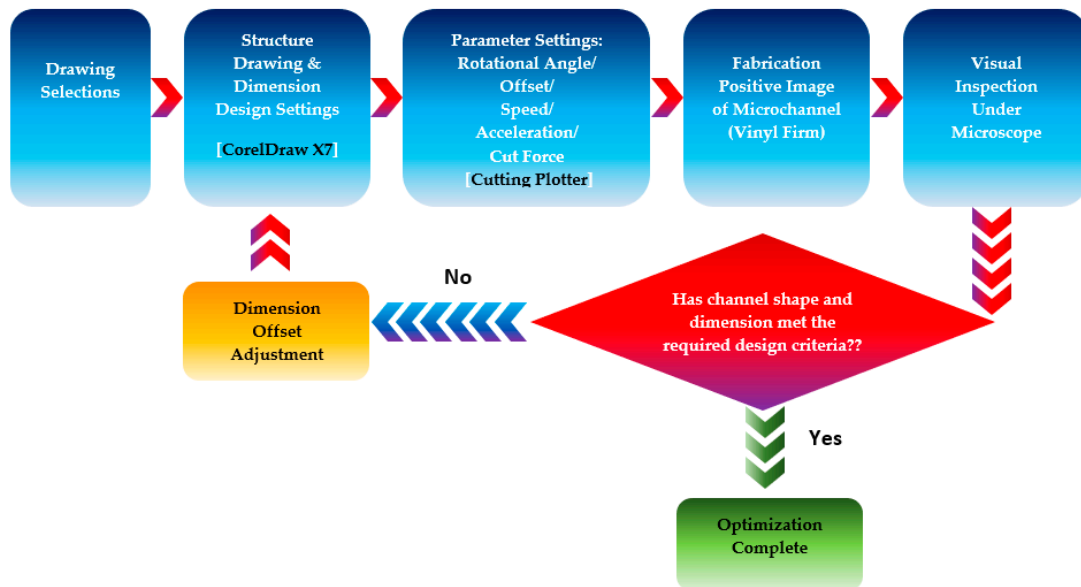 Drawing
Selections
Structure
Drawing &
Dimension
Design Settings
[CorelDraw X7]
Parameter Settings:
Rotational Angle/
Offset/
Speed/
Acceleration/
Cut Force
[Cutting Plotter]
Fabrication
Positive Image
of Microchannel
(Vinyl Firm)
Visual
Inspection
Under
Microscope
No
Dimension
Offset
Adjustment
Has channel shape and
dimension met the
required design criteria??
Yes
Optimization
Complete